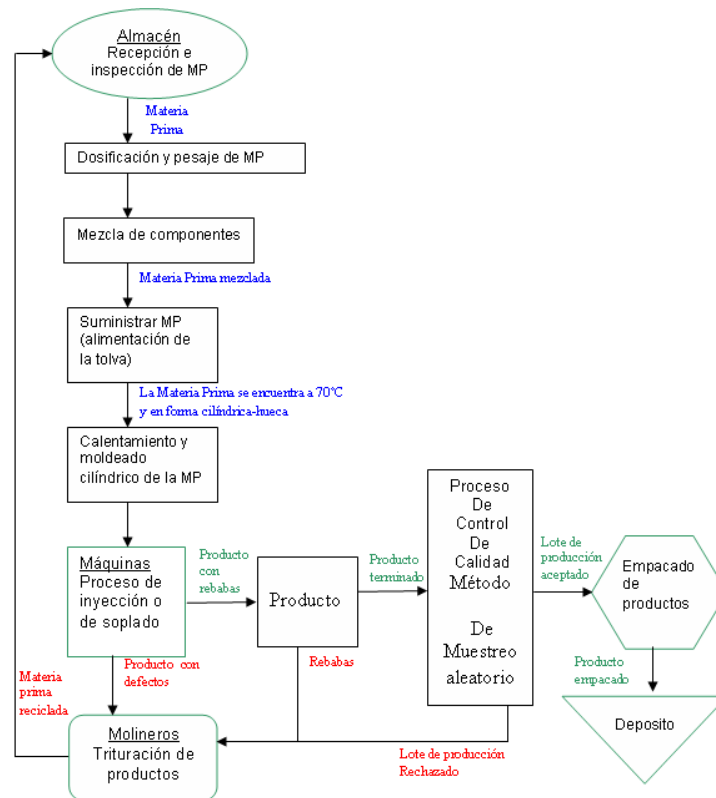 Almacén
Recepción e
inspección de MP
Materia
Prima
Dosificación y pesaje de MP
Mezcla de componentes
Materia Prima mezclada
Suministrar MP
(alimentación de
la tolva)
La Materia Prima se encuentra a 70°C
y en forma cilíndrica-hueca
Calentamiento y
moldeado
cilíndrico de la MP
Máquinas
Proceso de
inyección o
de soplado
Producto
con
rebabas
Producto
Producto
terminado
Proceso
De
Control
De
Calidad
Método
De
Muestreo
aleatorio
Lote de
producción
aceptado
Empacado
de
productos
Producto
empacado
Deposito
Materia
prima
reciclada
Producto con
defectos
Rebabas
Molineros
Trituración de
productos
Lote de producción
Rechazado